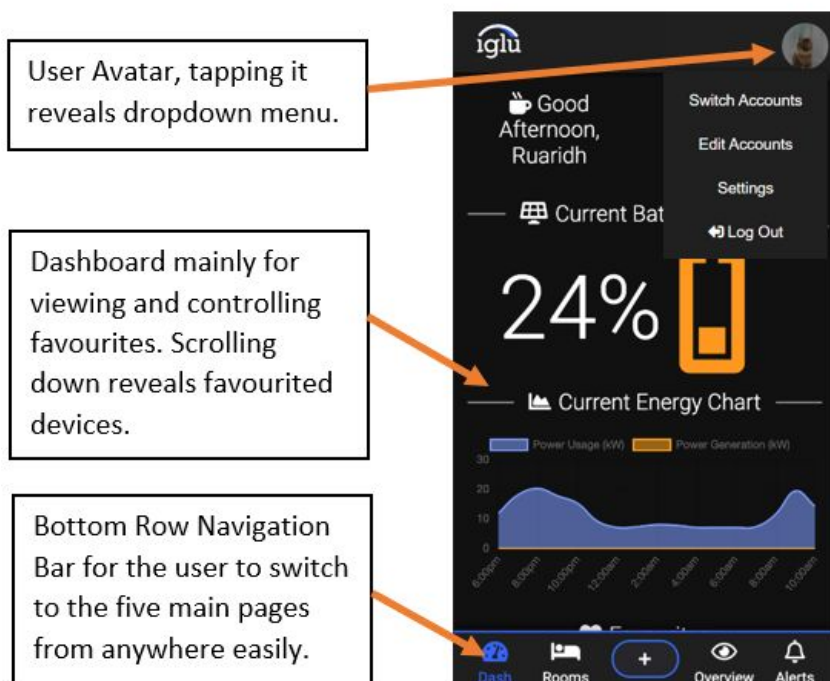 User Avatar, tapping it
reveals dropdown menu.
Dashboard mainly for
viewing and controlling
favourites. Scrolling
down reveals favourited
devices.
Bottom Row Navigation
Bar for the user to switch
to the five main pages
from anywhere easily.
iglu
Good
Afternoon,
Ruaridh
Switch Accounts
Edit Accounts
Settings
Log Out
Current Bat
24%
Current Energy Chart
Power Usage (kW) Power Generation (kW)
30
20
10
0
6:00pm 8:00pm 10:00pm 12:00am 2:00am 4:00am 6:00am 8:00am 10:00am
Dash Rooms + Overview Alerts